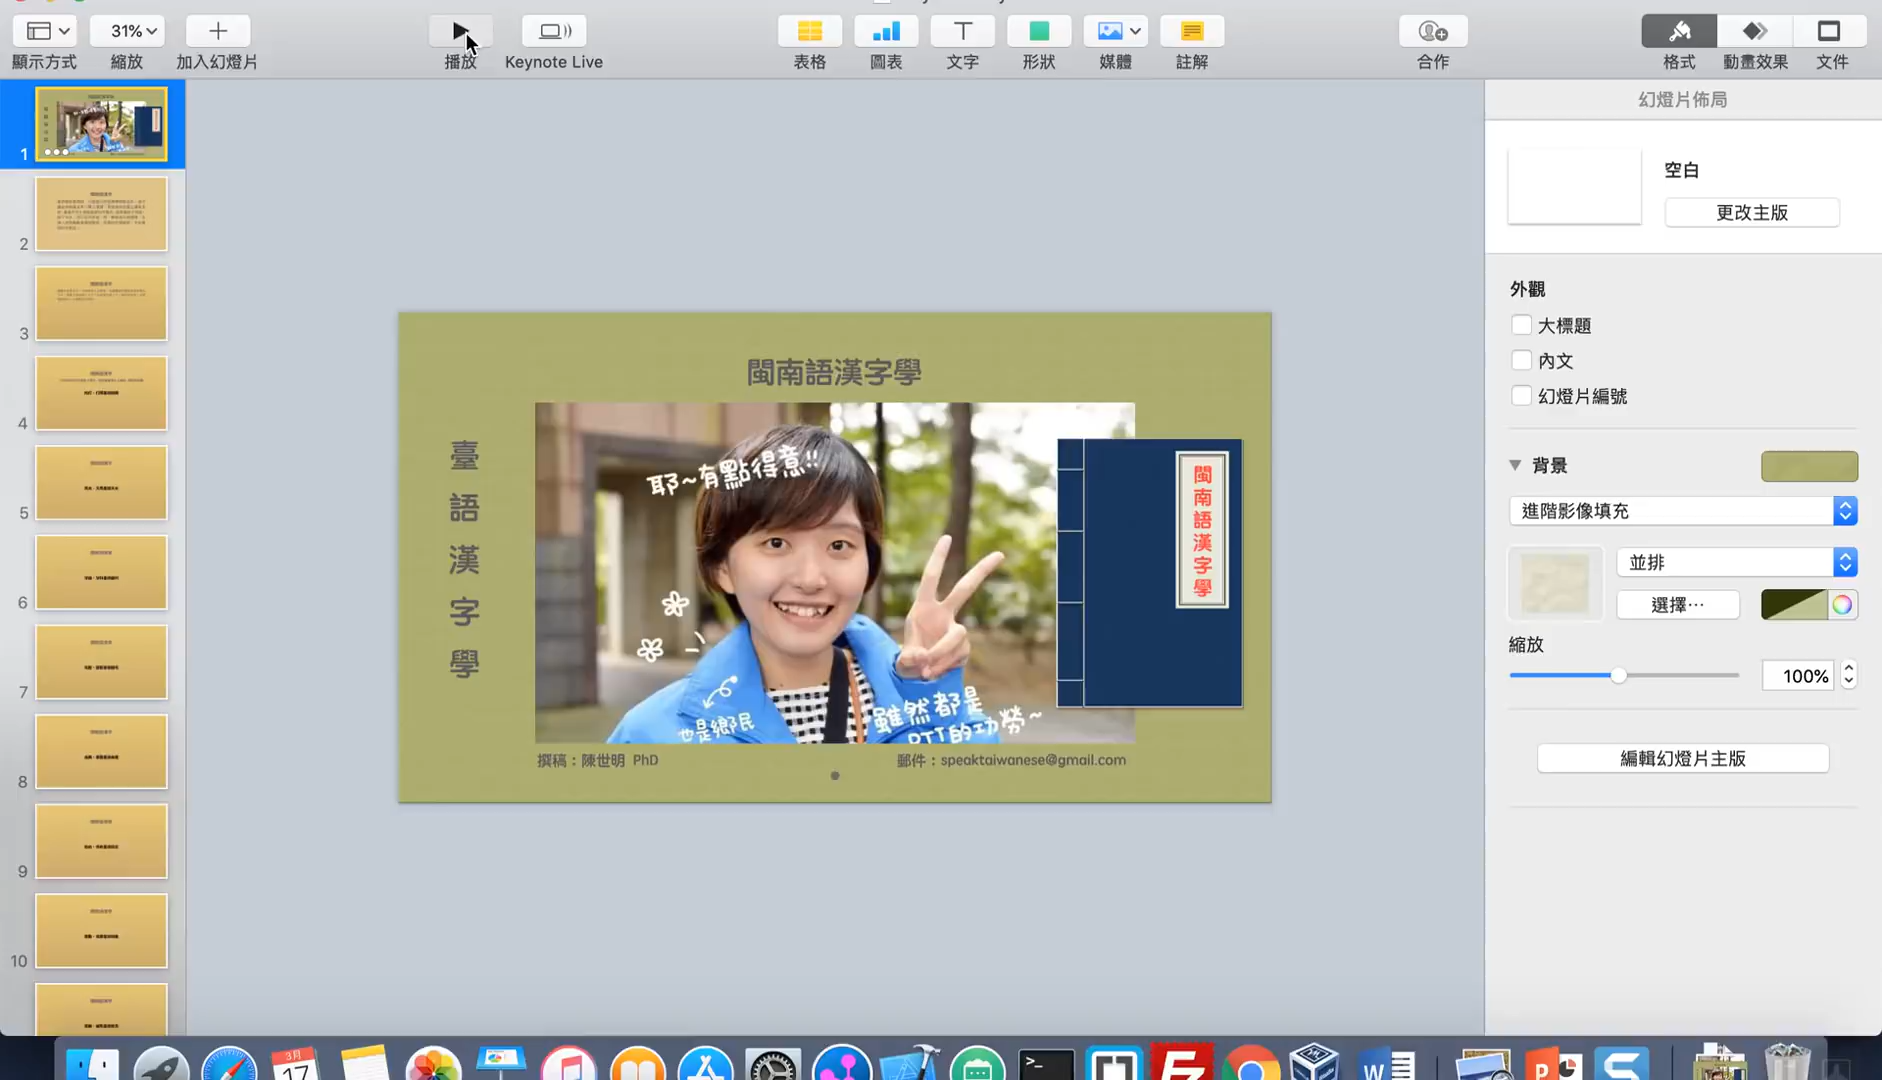 31%
顯示方式
縮放
加入幻燈片
播放
Keynote Live
表格
圖表
文字
形狀
媒體
註解
合作
格式
動畫效果
文件
1
2
3
4
5
6
7
8
9
10
閩南語漢字學
臺語漢字學
耶~有點得意!!
也是鄉民
雖然都是
PTT的功勞~
閩南語漢字學
撰稿：陳世明 PhD
郵件：speaktaiwanese@gmail.com
幻燈片佈局
空白
更改主版
外觀
大標題
內文
幻燈片編號
背景
進階影像填充
並排
選擇…
縮放
100%
編輯幻燈片主版
3月
17